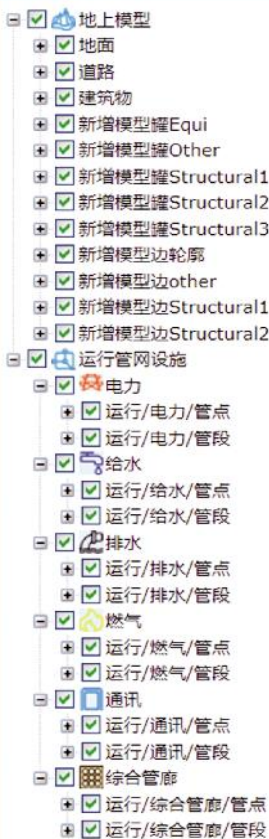 地上模型
地面
道路
建筑物
新增模型罐Equi
新增模型罐Other
新增模型罐Structural1
新增模型罐Structural2
新增模型罐Structural3
新增模型边轮廓
新增模型边other
新增模型边Structural1
新增模型边Structural2
运行管网设施
电力
运行/电力/管点
运行/电力/管段
给水
运行/给水/管点
运行/给水/管段
排水
运行/排水/管点
运行/排水/管段
燃气
运行/燃气/管点
运行/燃气/管段
通讯
运行/通讯/管点
运行/通讯/管段
综合管廊
运行/综合管廊/管点
运行/综合管廊/管段